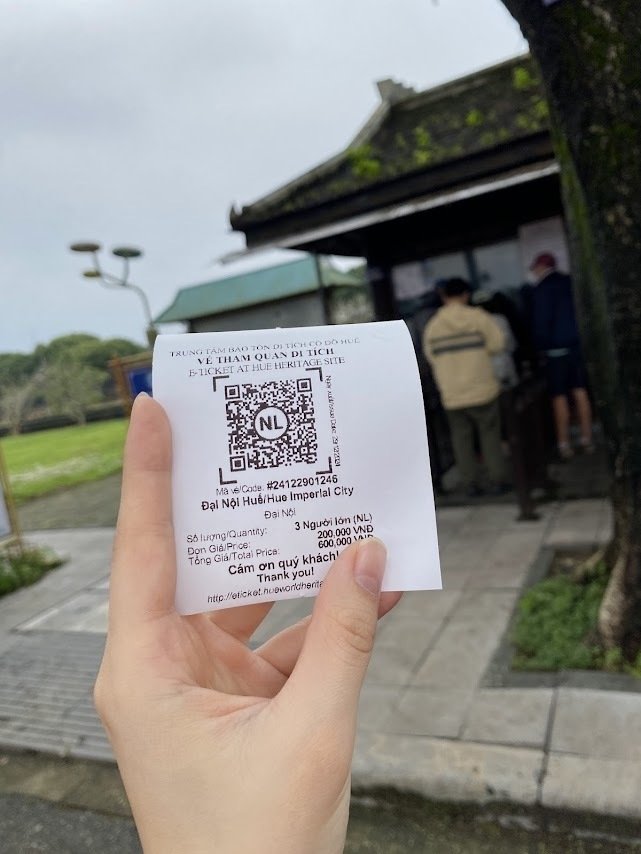 TRUNG TÂM BẢO TỒN DI TÍCH CỐ ĐÔ HUẾ
VÉ THAM QUAN DI TÍCH
E-TICKET AT HUE HERITAGE SITE
NL
Mã vé/Code: #24122901246
Đại Nội Huế/Hue Imperial City
Đại Nội
Số lượng/Quantity: 3 Người lớn (NL)
Đơn Giá/Price: 200,000 VNĐ
Tổng Giá/Total Price: 600,000 VNĐ
Cám ơn quý khách!
Thank you!
http://eticket.hueworldherita